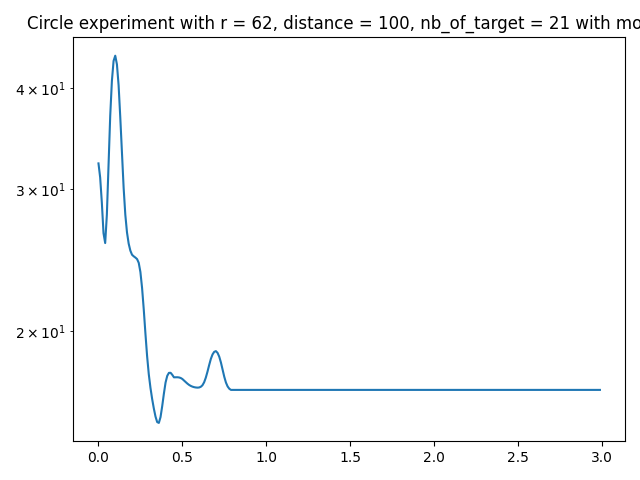 Circle experiment with r = 62, distance = 100, nb_of_target = 21 with mo
4 × 10¹
3 × 10¹
2 × 10¹
0.0 0.5 1.0 1.5 2.0 2.5 3.0